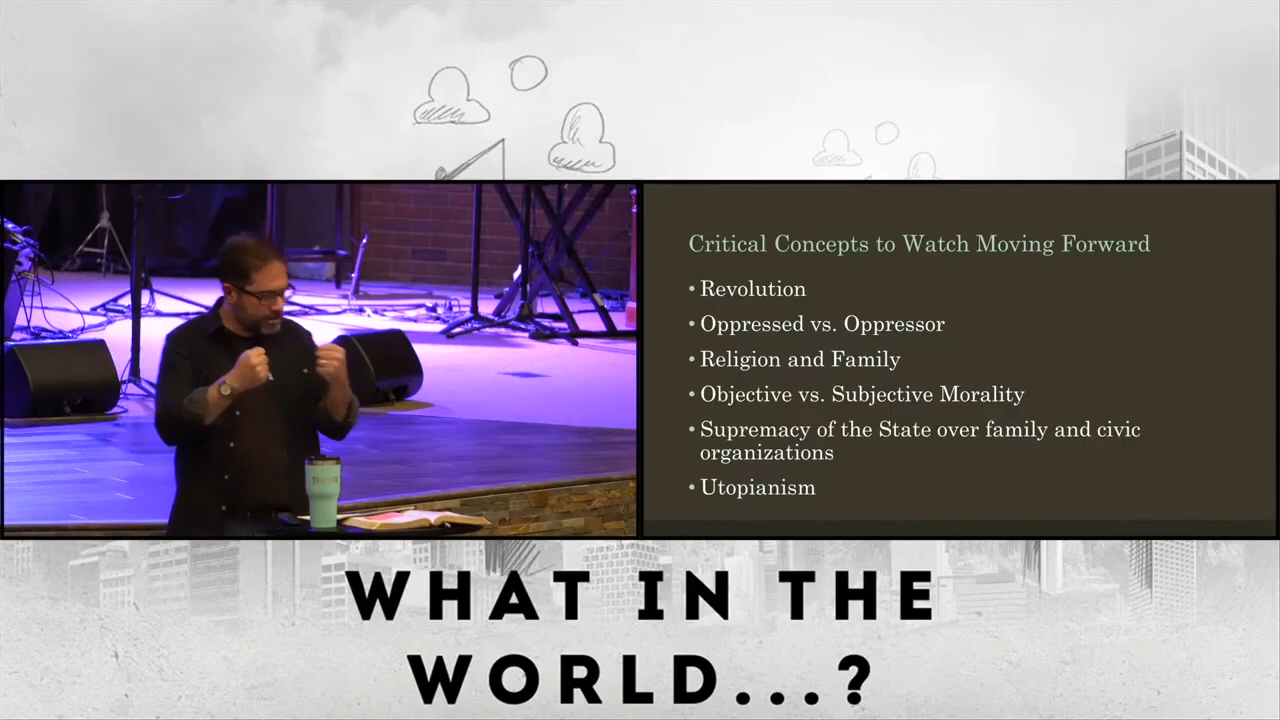 Critical Concepts to Watch Moving Forward
• Revolution
• Oppressed vs. Oppressor
• Religion and Family
• Objective vs. Subjective Morality
• Supremacy of the State over family and civic
organizations
• Utopianism
WHAT IN THE
WORLD...?